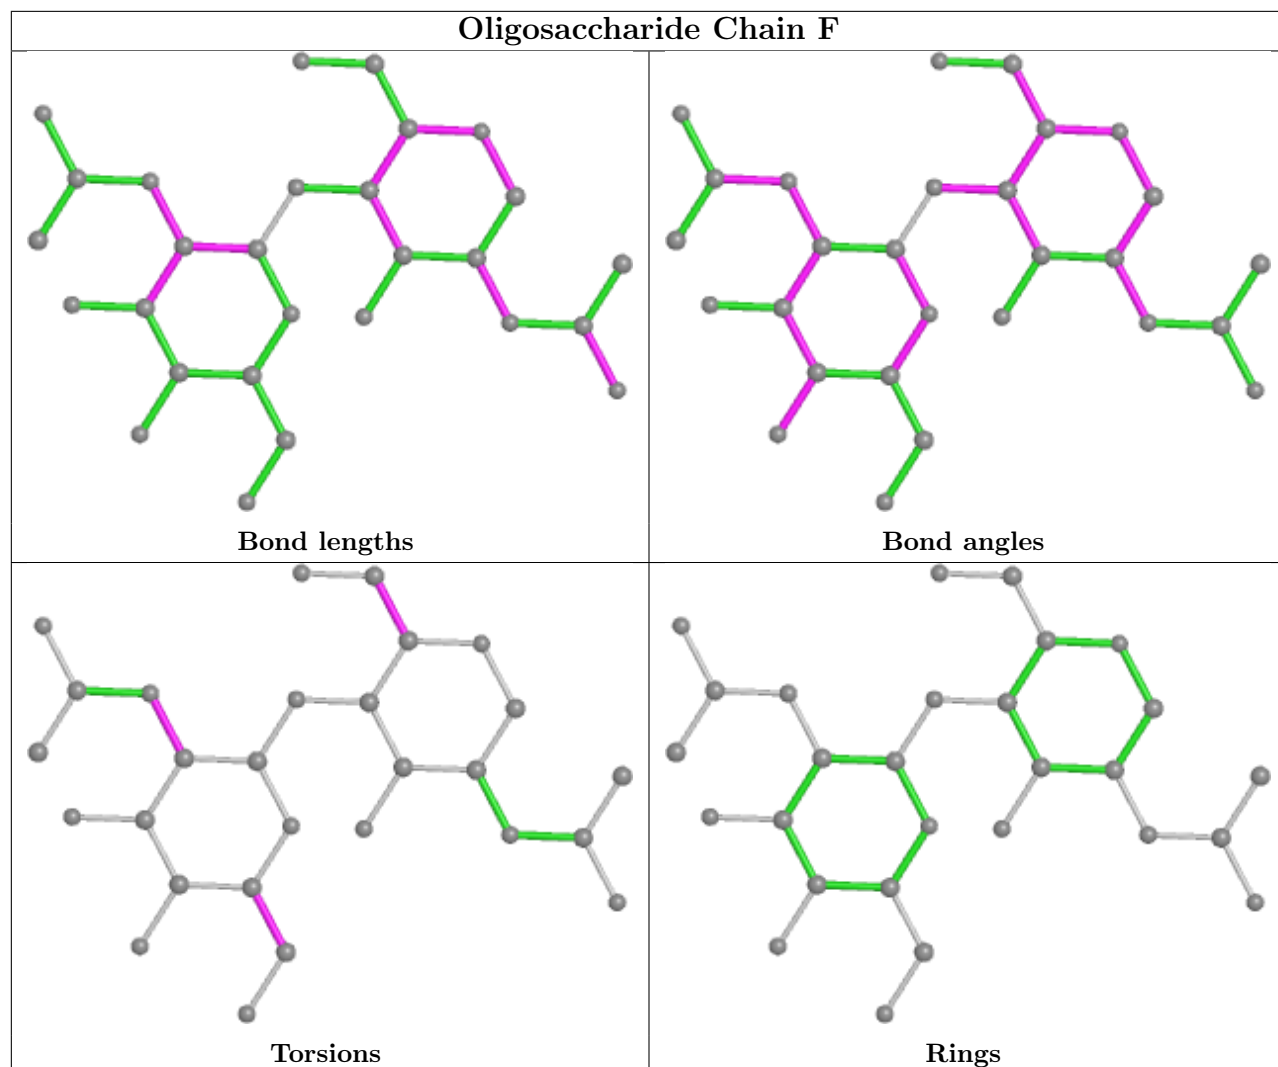 Oligosaccharide Chain F
Bond lengths
Bond angles
Torsions
Rings